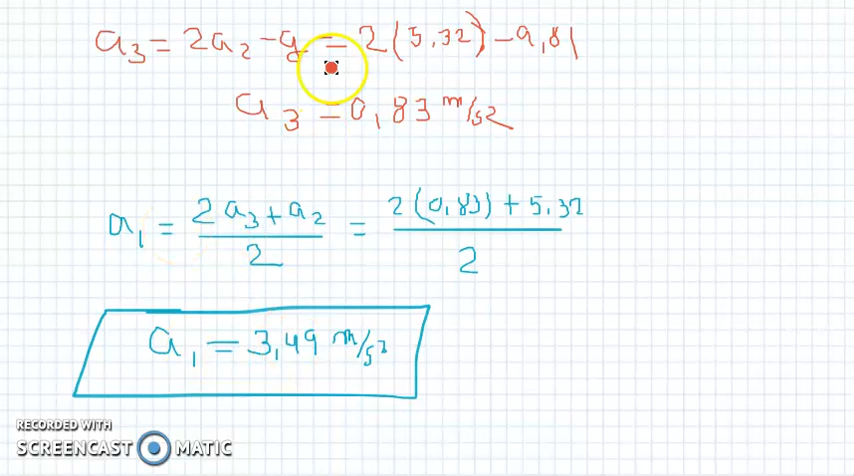 a₃ = 2a₂ - g = 2(5,32) - 9,81
a₃ = 0,83 m/s2
a₁ = (2a₃ + a₂)/2 = (2(0,83) + 5,32)/2
a₁ = 3,49 m/s²
RECORDED WITH
SCREENCAST MATIC